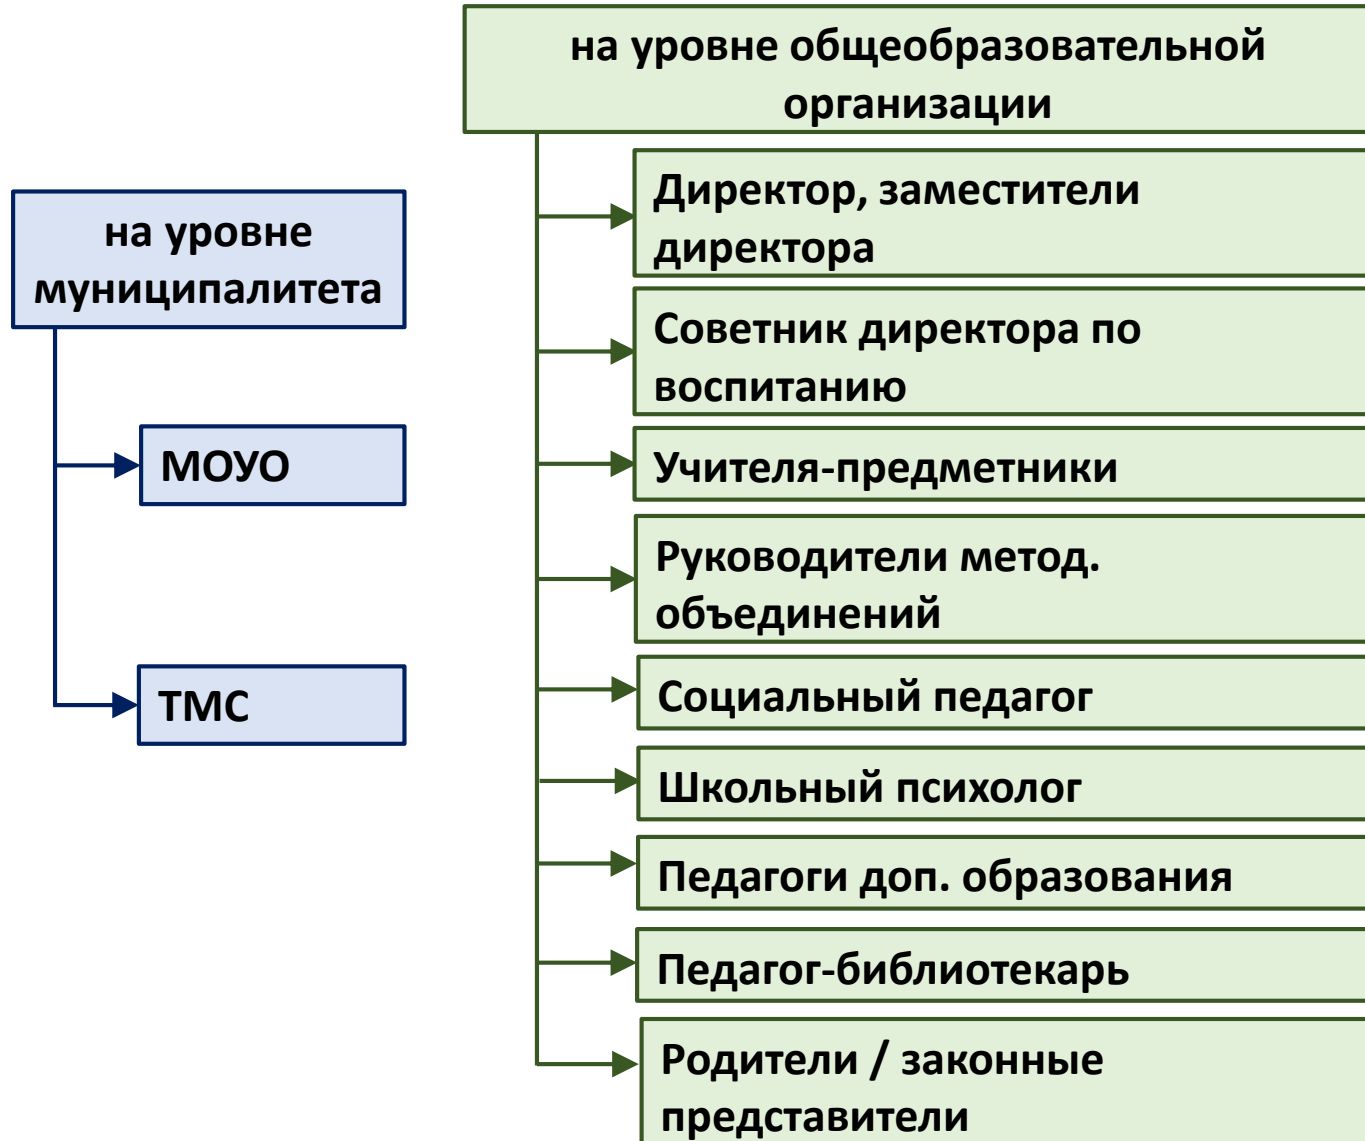 на уровне
муниципалитета
МОУО
ТМС
на уровне общеобразовательной
организации
Директор, заместители
директора
Советник директора по
воспитанию
Учителя-предметники
Руководители метод.
объединений
Социальный педагог
Школьный психолог
Педагоги доп. образования
Педагог-библиотекарь
Родители / законные
представители